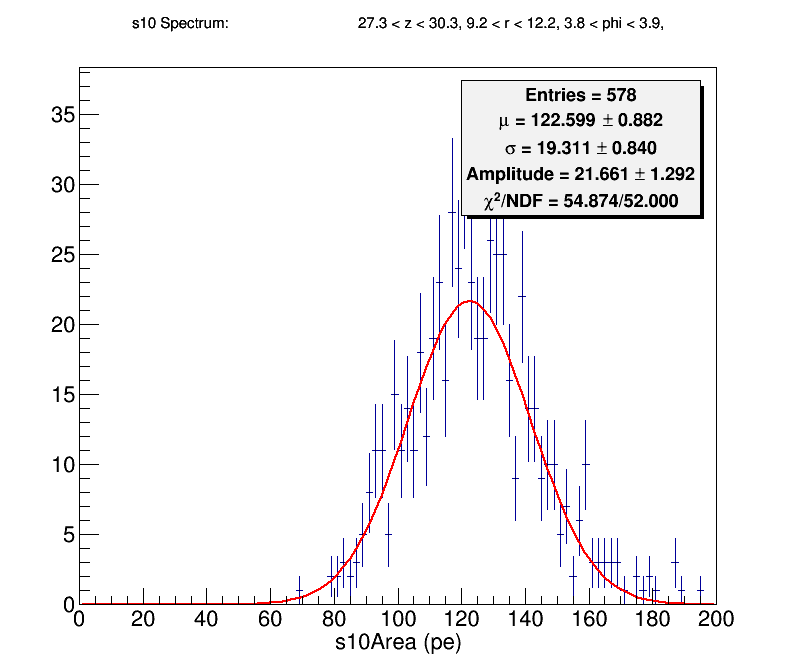 s10 Spectrum: 27.3 < z < 30.3, 9.2 < r < 12.2, 3.8 < phi < 3.9,
Entries = 578
μ = 122.599 ± 0.882
σ = 19.311 ± 0.840
Amplitude = 21.661 ± 1.292
χ²/NDF = 54.874/52.000
35
30
25
20
15
10
5
0
0 20 40 60 80 100 120 140 160 180 200
s10Area (pe)